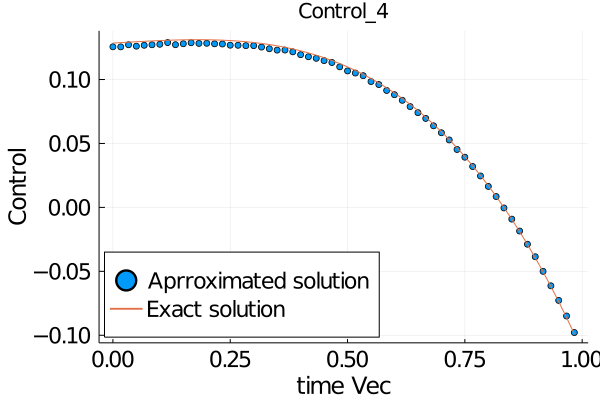 Control_4
Control
0.10
0.05
0.00
−0.05
−0.10
Aprroximated solution
Exact solution
0.00 0.25 0.50 0.75 1.00
time Vec